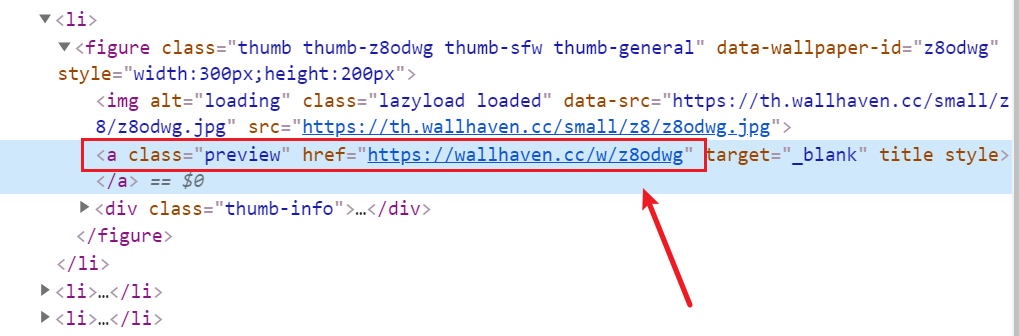 ▼<li>
▼<figure class="thumb thumb-z8odwg thumb-sfw thumb-general" data-wallpaper-id="z8odwg"
style="width:300px;height:200px">
<img alt="loading" class="lazyload loaded" data-src="https://th.wallhaven.cc/small/z
8/z8odwg.jpg" src="https://th.wallhaven.cc/small/z8/z8odwg.jpg">
<a class="preview" href="https://wallhaven.cc/w/z8odwg" target="_blank" title style>
</a> == $0
▶<div class="thumb-info">…</div>
</figure>
</li>
▶<li>…</li>
▶<li>…</li>